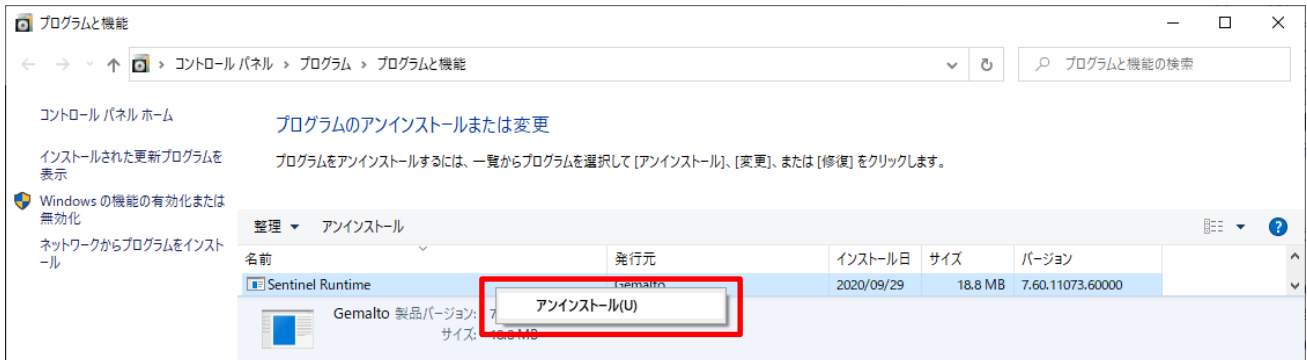 プログラムと機能
コントロール パネル › プログラム › プログラムと機能
プログラムと機能の検索
コントロール パネル ホーム
インストールされた更新プログラムを
表示
Windows の機能の有効化または
無効化
ネットワークからプログラムをインスト
ール
プログラムのアンインストールまたは変更
プログラムをアンインストールするには、一覧からプログラムを選択して [アンインストール]、[変更]、または [修復] をクリックします。
整理 アンインストール
名前 発行元 インストール日 サイズ バージョン
Sentinel Runtime Gemalto 2020/09/29 18.8 MB 7.60.11073.60000
アンインストール(U)
Gemalto 製品バージョン: 7
サイズ: 18.8 MB